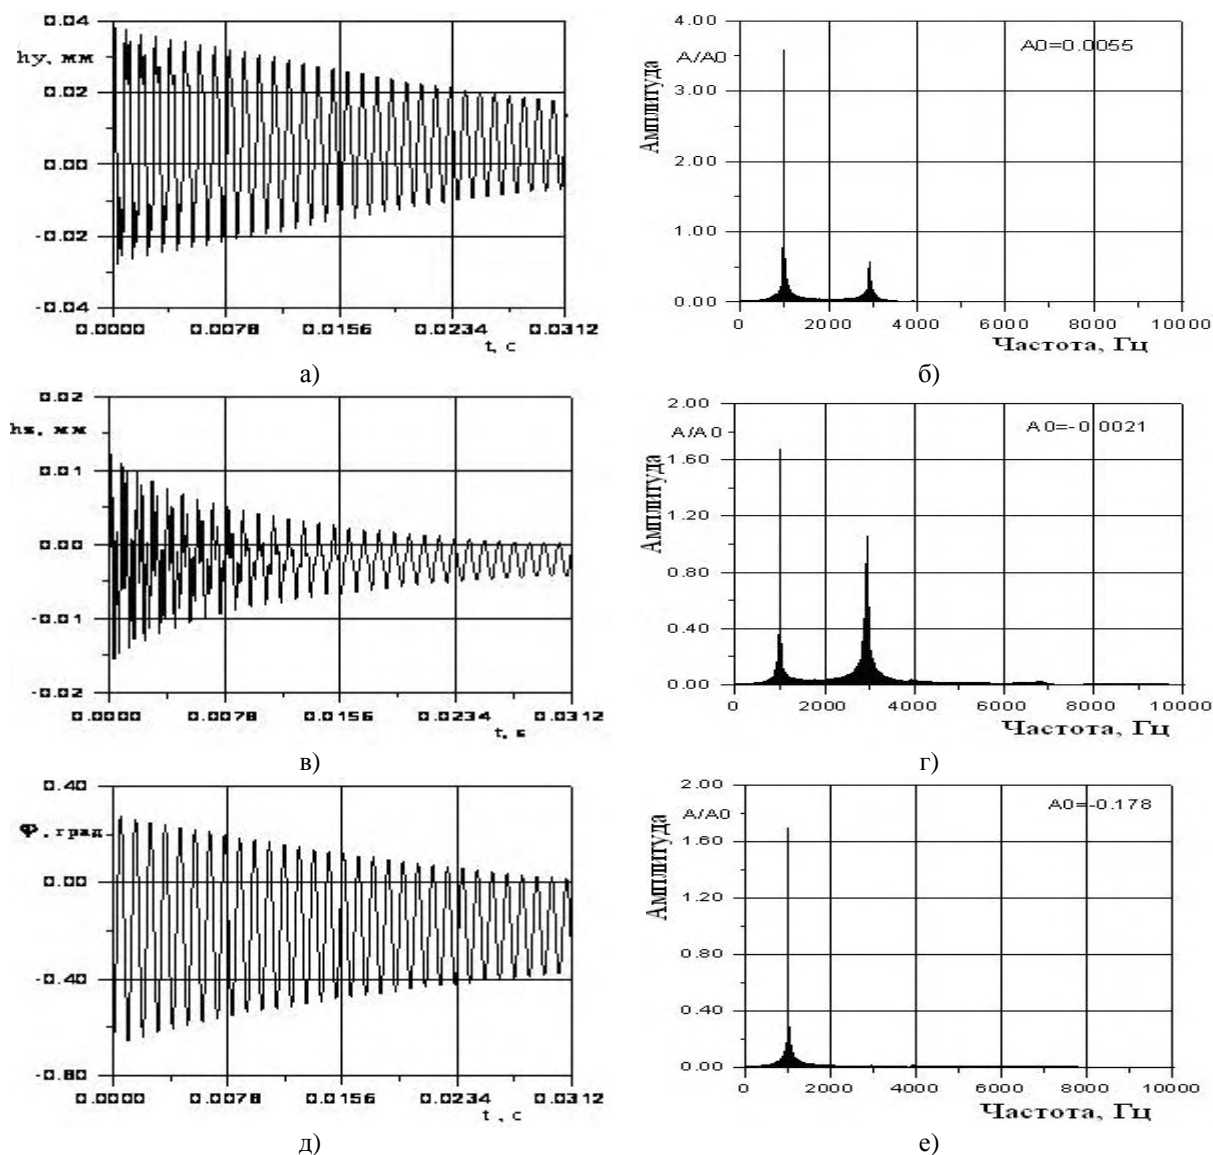 0.04
hy, мм
0.02
0.00
-0.02
-0.04
0.0000 0.0078 0.0156 0.0234 0.0312
t, с
а)
4.00
A/A0
3.00
2.00
1.00
0.00
Амплитуда
A0=0.0055
0 2000 4000 6000 8000 10000
Частота, Гц
б)
0.02
hz, мм
0.01
0.00
-0.01
-0.02
0.0000 0.0078 0.0156 0.0234 0.0312
t, с
в)
2.00
A/A0
1.60
1.20
0.80
0.40
0.00
Амплитуда
A0=-0.0021
0 2000 4000 6000 8000 10000
Частота, Гц
г)
0.40
Φ, град
0.00
-0.40
-0.80
0.0000 0.0078 0.0156 0.0234 0.0312
t, с
д)
2.00
A/A0
1.60
1.20
0.80
0.40
0.00
Амплитуда
A0=-0.178
0 2000 4000 6000 8000 10000
Частота, Гц
е)